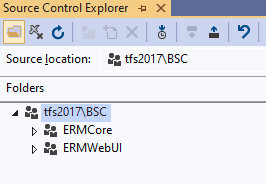 Source Control Explorer
Source location: tfs2017\BSC
Folders
tfs2017\BSC
ERMCore
ERMWebUI